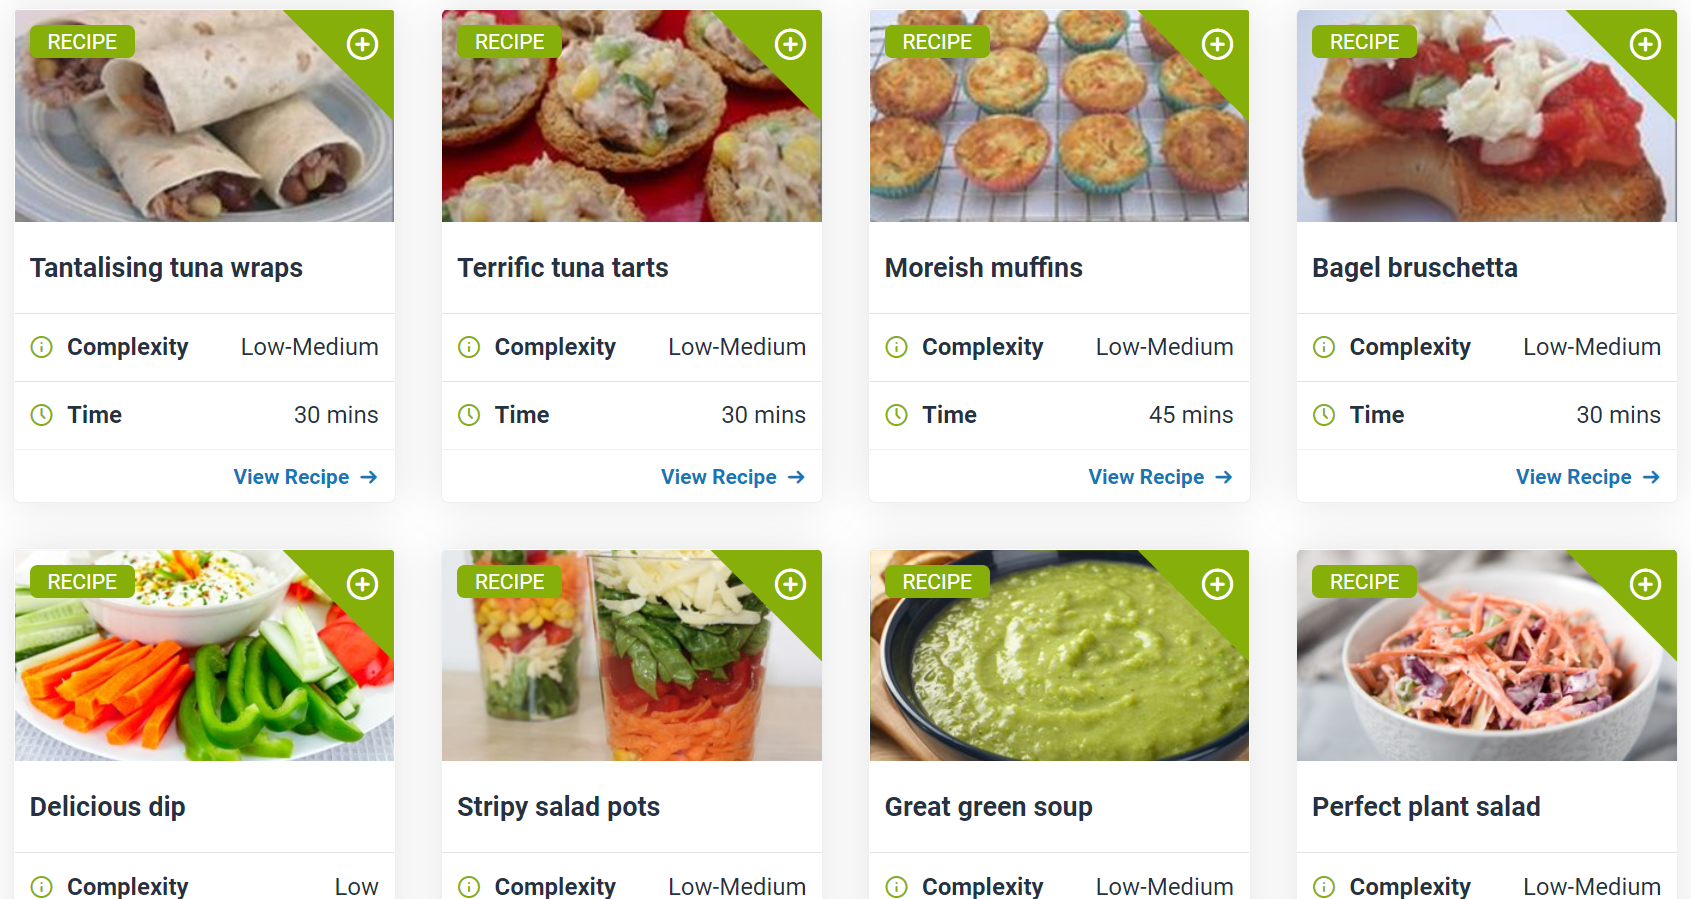 RECIPE
RECIPE
RECIPE
RECIPE
Tantalising tuna wraps
Terrific tuna tarts
Moreish muffins
Bagel bruschetta
Complexity Low-Medium
Complexity Low-Medium
Complexity Low-Medium
Complexity Low-Medium
Time 30 mins
Time 30 mins
Time 45 mins
Time 30 mins
View Recipe →
View Recipe →
View Recipe →
View Recipe →
RECIPE
RECIPE
RECIPE
RECIPE
Delicious dip
Stripy salad pots
Great green soup
Perfect plant salad
Complexity Low
Complexity Low-Medium
Complexity Low-Medium
Complexity Low-Medium